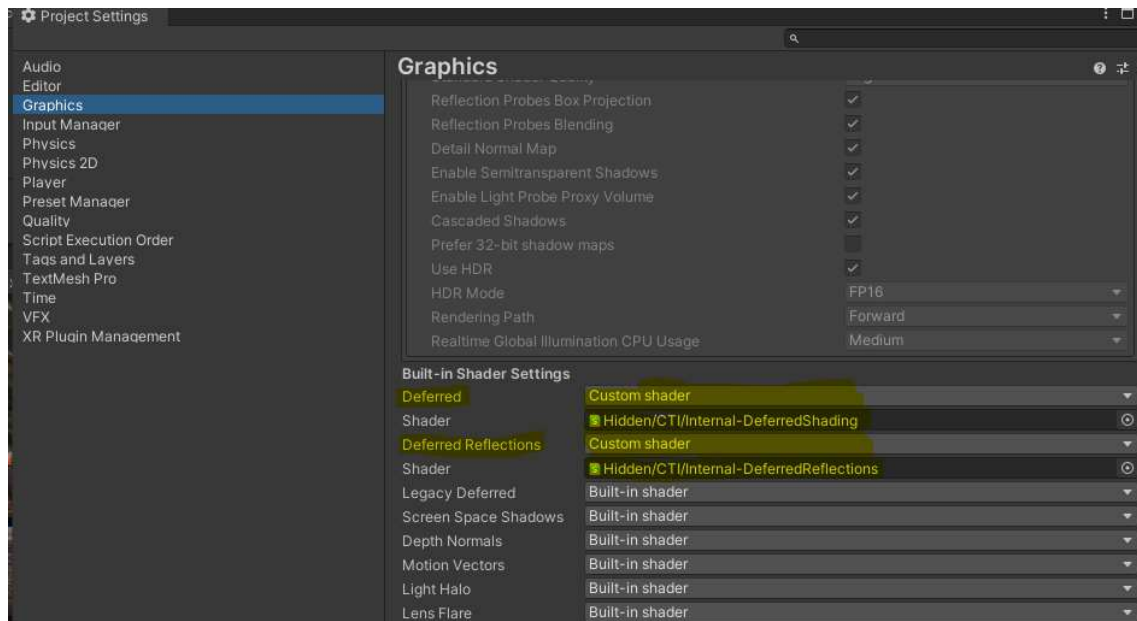 Project Settings
Audio
Editor
Graphics
Input Manager
Physics
Physics 2D
Player
Preset Manager
Quality
Script Execution Order
Tags and Layers
TextMesh Pro
Time
VFX
XR Plugin Management
Graphics
Reflection Probes Box Projection
Reflection Probes Blending
Detail Normal Map
Enable Semitransparent Shadows
Enable Light Probe Proxy Volume
Cascaded Shadows
Prefer 32-bit shadow maps
Use HDR
HDR Mode FP16
Rendering Path Forward
Realtime Global Illumination CPU Usage Medium
Built-in Shader Settings
Deferred Custom shader
Shader Hidden/CTI/Internal-DeferredShading
Deferred Reflections Custom shader
Shader Hidden/CTI/Internal-DeferredReflections
Legacy Deferred Built-in shader
Screen Space Shadows Built-in shader
Depth Normals Built-in shader
Motion Vectors Built-in shader
Light Halo Built-in shader
Lens Flare Built-in shader